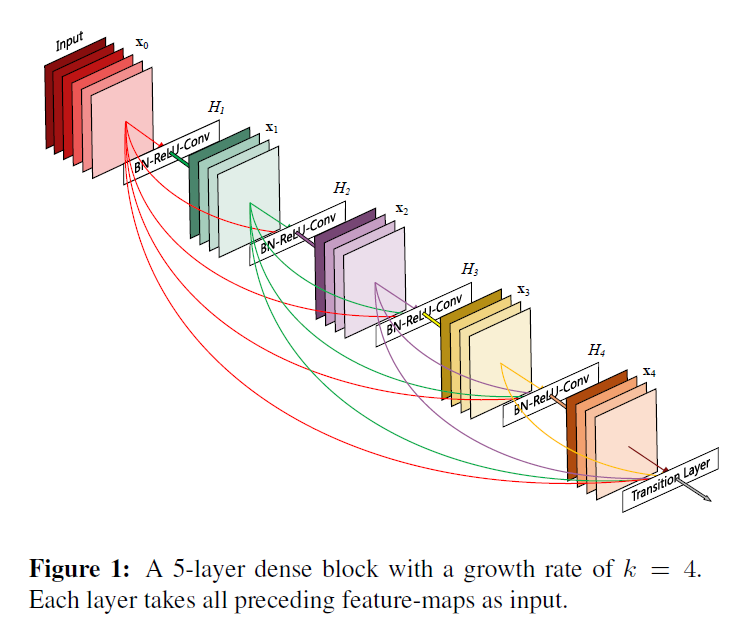 Input
x₀
H₁
BN-ReLU-Conv
x₁
H₂
BN-ReLU-Conv
x₂
H₃
BN-ReLU-Conv
x₃
H₄
BN-ReLU-Conv
x₄
Transition Layer
Figure 1: A 5-layer dense block with a growth rate of k = 4.
Each layer takes all preceding feature-maps as input.